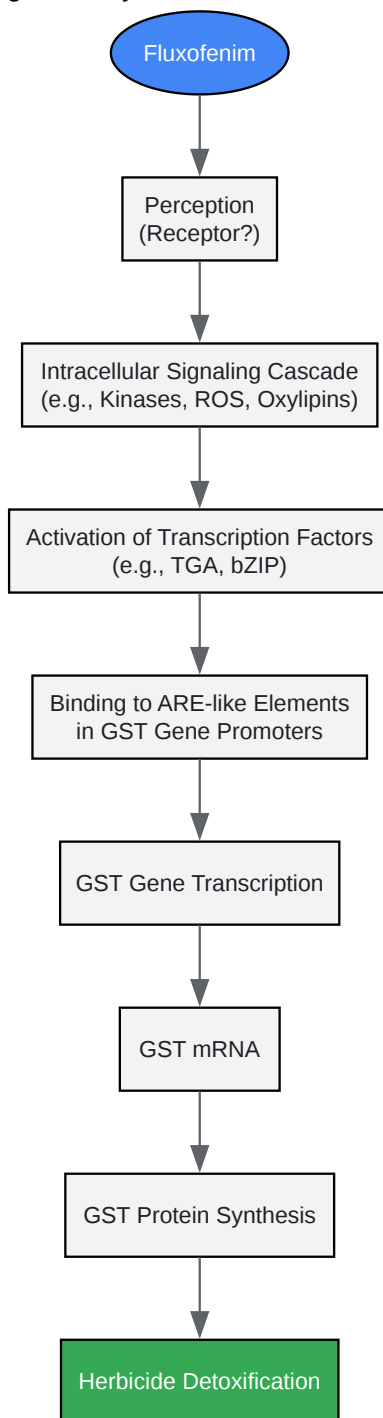 Fluxofenim
Perception
(Receptor?)
Intracellular Signaling Cascade
(e.g., Kinases, ROS, Oxylipins)
Activation of Transcription Factors
(e.g., TGA, bZIP)
Binding to ARE-like Elements
in GST Gene Promoters
GST Gene Transcription
GST mRNA
GST Protein Synthesis
Herbicide Detoxification